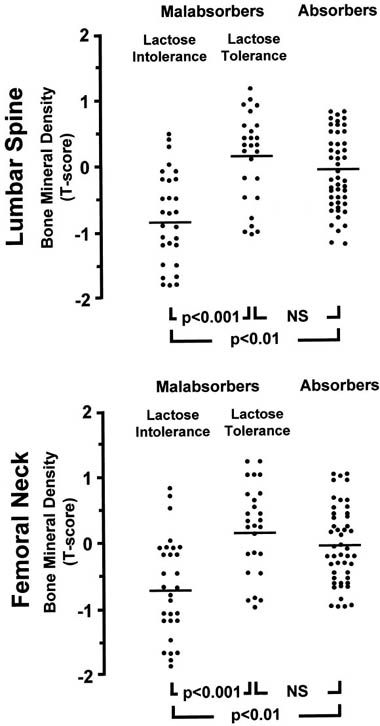 Malabsorbers Absorbers
Lactose Intolerance
Lactose Tolerance
Lumbar Spine
Bone Mineral Density
(T-score)
2
1
0
-1
-2
p<0.001 NS
p<0.01
Malabsorbers Absorbers
Lactose Intolerance
Lactose Tolerance
Femoral Neck
Bone Mineral Density
(T-score)
2
1
0
-1
-2
p<0.001 NS
p<0.01